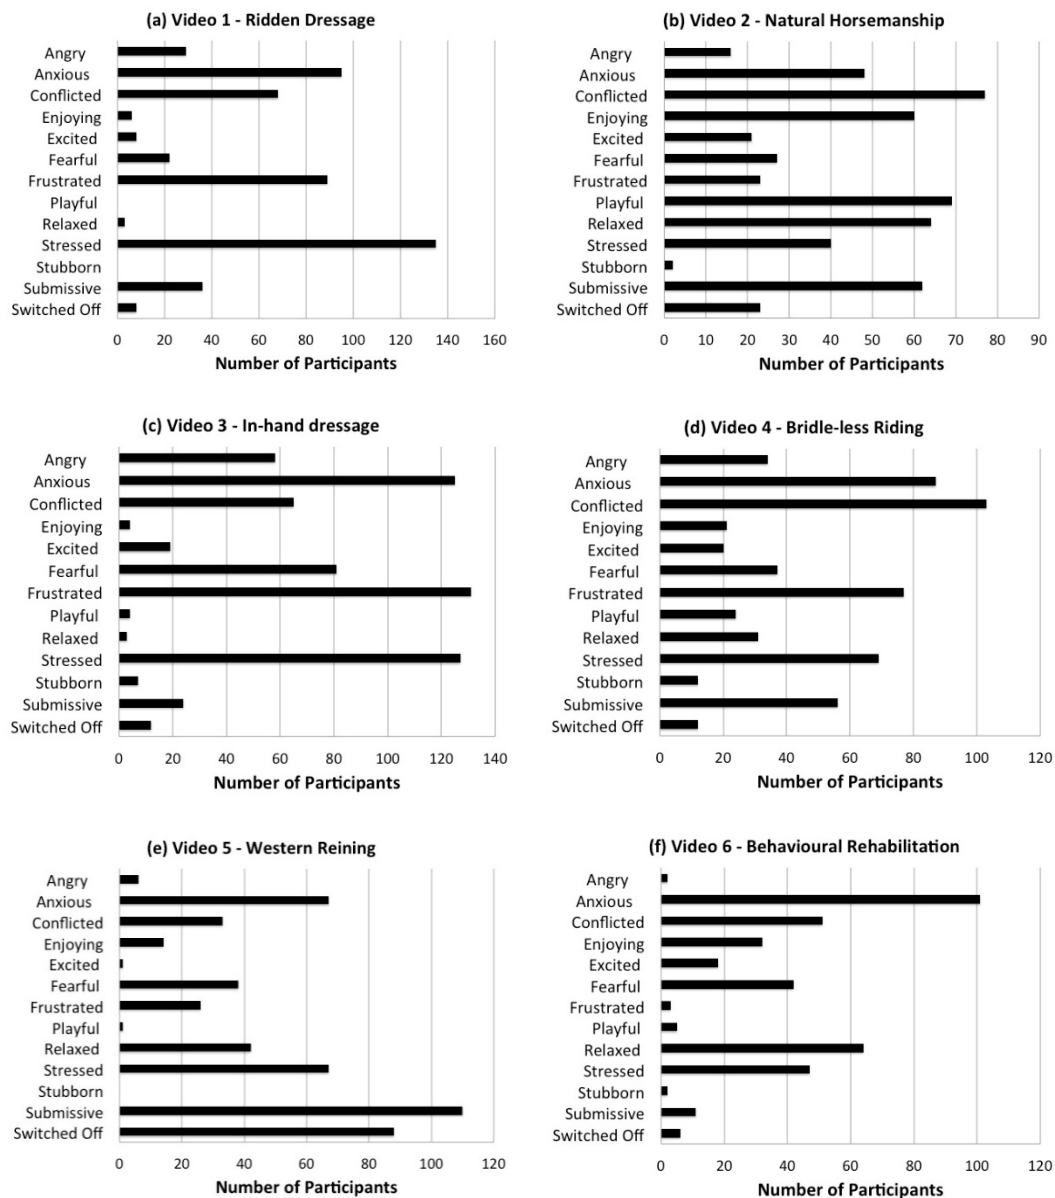 (a) Video 1 - Ridden Dressage
Angry
Anxious
Conflicted
Enjoying
Excited
Fearful
Frustrated
Playful
Relaxed
Stressed
Stubborn
Submissive
Switched Off
0 20 40 60 80 100 120 140 160
Number of Participants
(b) Video 2 - Natural Horsemanship
Angry
Anxious
Conflicted
Enjoying
Excited
Fearful
Frustrated
Playful
Relaxed
Stressed
Stubborn
Submissive
Switched Off
0 10 20 30 40 50 60 70 80 90
Number of Participants
(c) Video 3 - In-hand dressage
Angry
Anxious
Conflicted
Enjoying
Excited
Fearful
Frustrated
Playful
Relaxed
Stressed
Stubborn
Submissive
Switched Off
0 20 40 60 80 100 120 140
Number of Participants
(d) Video 4 - Bridle-less Riding
Angry
Anxious
Conflicted
Enjoying
Excited
Fearful
Frustrated
Playful
Relaxed
Stressed
Stubborn
Submissive
Switched Off
0 20 40 60 80 100 120
Number of Participants
(e) Video 5 - Western Reining
Angry
Anxious
Conflicted
Enjoying
Excited
Fearful
Frustrated
Playful
Relaxed
Stressed
Stubborn
Submissive
Switched Off
0 20 40 60 80 100 120
Number of Participants
(f) Video 6 - Behavioural Rehabilitation
Angry
Anxious
Conflicted
Enjoying
Excited
Fearful
Frustrated
Playful
Relaxed
Stressed
Stubborn
Submissive
Switched Off
0 20 40 60 80 100 120
Number of Participants